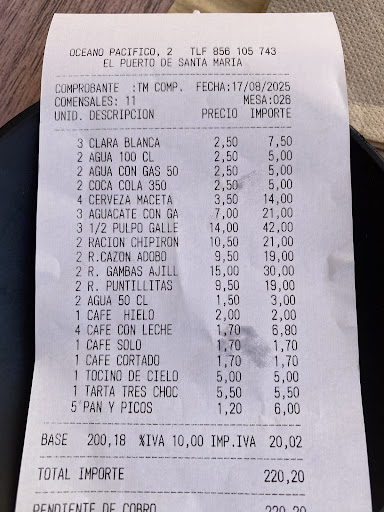 OCEANO PACIFICO, 2 TLF 856 105 743
EL PUERTO DE SANTA MARIA
COMPROBANTE :TM COMP. FECHA:17/08/2025
COMENSALES: 11 MESA:026
UNID. DESCRIPCION PRECIO IMPORTE
3 CLARA BLANCA 2,50 7,50
2 AGUA 100 CL 2,50 5,00
2 AGUA CON GAS 50 2,50 5,00
2 COCA COLA 350 2,50 5,00
4 CERVEZA MACETA 3,50 14,00
3 AGUACATE CON GA 7,00 21,00
3 1/2 PULPO GALLE 14,00 42,00
2 RACION CHIPIRON 10,50 21,00
2 R.CAZON ADOBO 9,50 19,00
2 R. GAMBAS AJILL 15,00 30,00
2 R. PUNTILLITAS 9,50 19,00
2 AGUA 50 CL 1,50 3,00
1 CAFE HIELO 2,00 2,00
4 CAFE CON LECHE 1,70 6,80
1 CAFE SOLO 1,70 1,70
1 CAFE CORTADO 1,70 1,70
1 TOCINO DE CIELO 5,00 5,00
1 TARTA TRES CHOC 5,50 5,50
5 PAN Y PICOS 1,20 6,00
BASE 200,18 %IVA 10,00 IMP.IVA 20,02
TOTAL IMPORTE 220,20
PENDIENTE DE COBRO 220,20